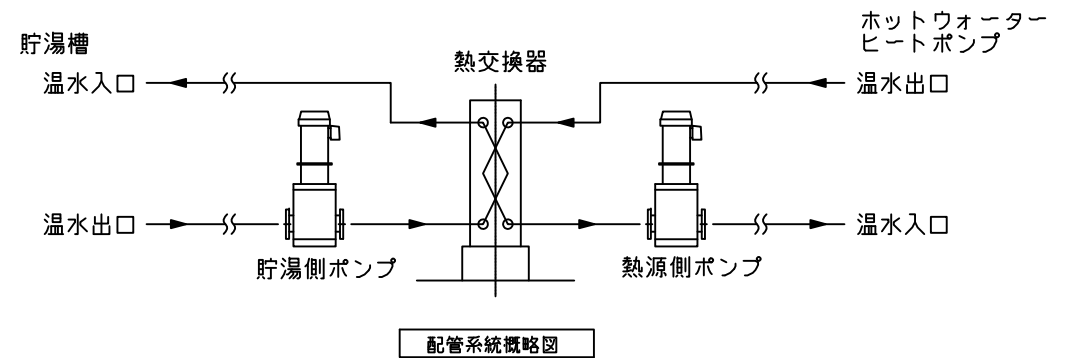 ホットウォーター
ヒートポンプ
貯湯槽
熱交換器
温水入口
温水出口
温水出口
温水入口
貯湯側ポンプ
熱源側ポンプ
配管系統概略図